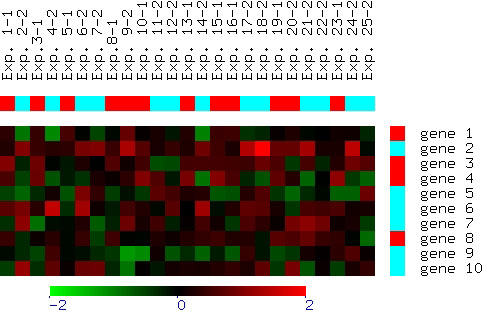 Exp. 1-1
Exp. 2-2
Exp. 3-1
Exp. 4-2
Exp. 5-1
Exp. 6-2
Exp. 7-2
Exp. 8-1
Exp. 9-2
Exp. 10-1
Exp. 11-2
Exp. 12-2
Exp. 13-1
Exp. 14-2
Exp. 15-1
Exp. 16-1
Exp. 17-2
Exp. 18-2
Exp. 19-1
Exp. 20-2
Exp. 21-2
Exp. 22-2
Exp. 23-1
Exp. 24-2
Exp. 25-2
gene 1
gene 2
gene 3
gene 4
gene 5
gene 6
gene 7
gene 8
gene 9
gene 10
-2 0 2